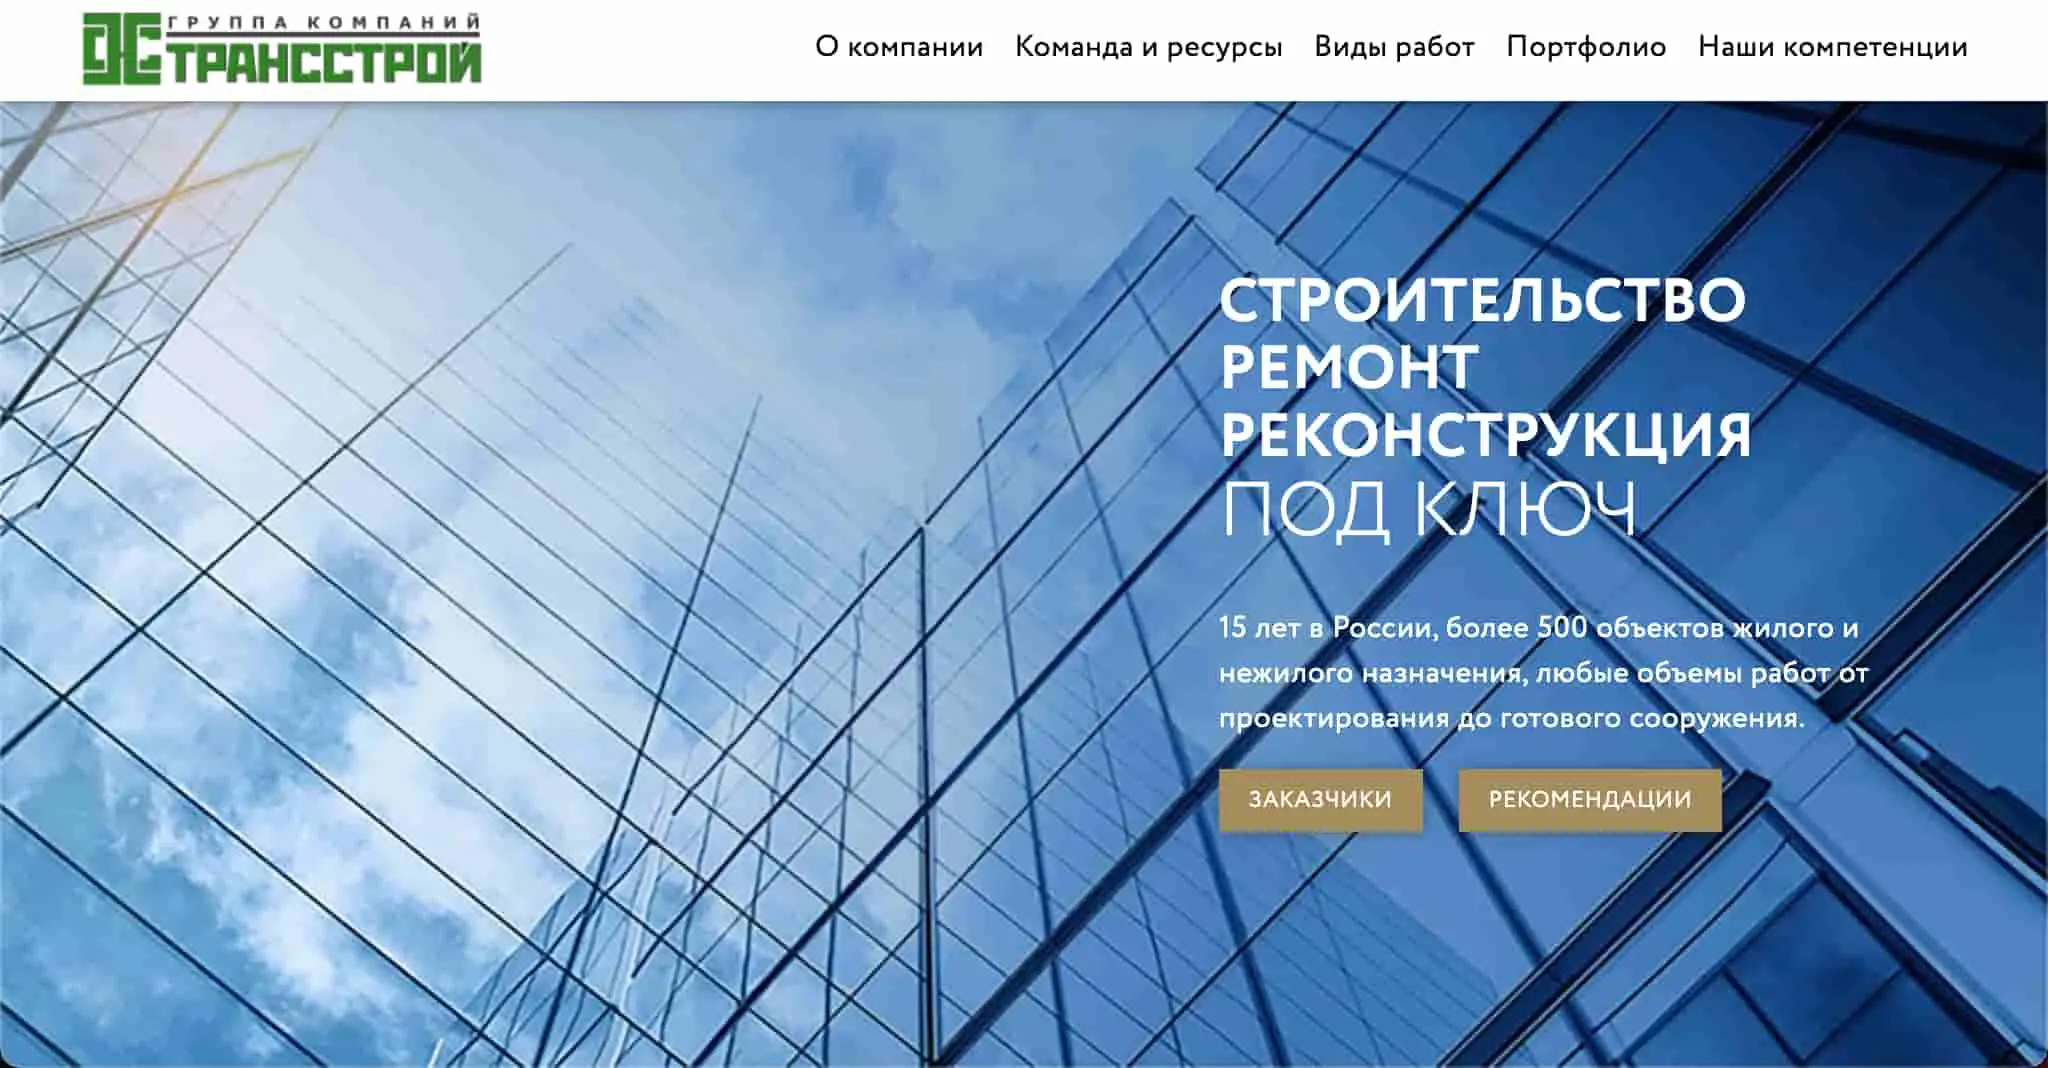 ГРУППА КОМПАНИЙ
ТРАНССТРОЙ
О компании Команда и ресурсы Виды работ Портфолио Наши компетенции
СТРОИТЕЛЬСТВО
РЕМОНТ
РЕКОНСТРУКЦИЯ
ПОД КЛЮЧ
15 лет в России, более 500 объектов жилого и
нежилого назначения, любые объемы работ от
проектирования до готового сооружения.
ЗАКАЗЧИКИ РЕКОМЕНДАЦИИ